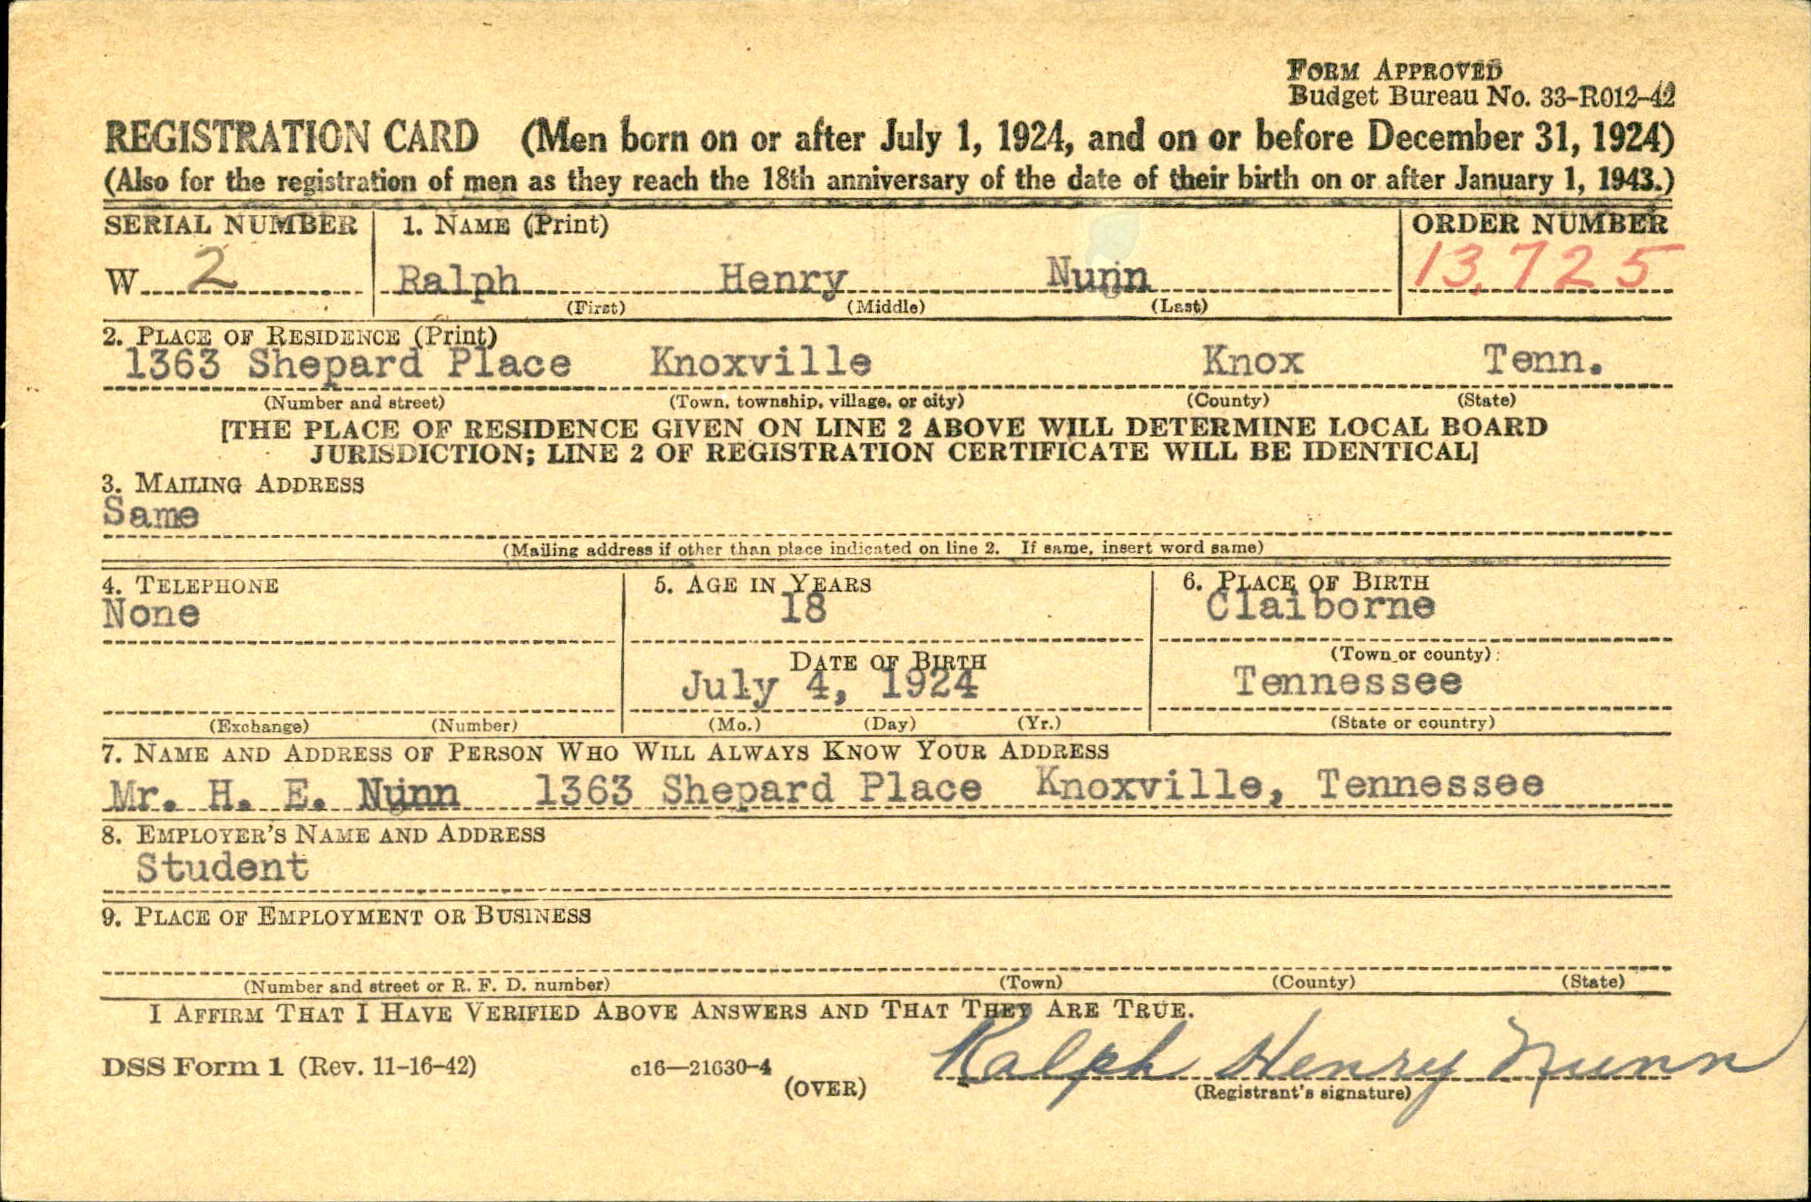 FORM APPROVED
Budget Bureau No. 33-R012-42
REGISTRATION CARD (Men born on or after July 1, 1924, and on or before December 31, 1924)
(Also for the registration of men as they reach the 18th anniversary of the date of their birth on or after January 1, 1943.)
SERIAL NUMBER 1. NAME (Print) ORDER NUMBER
W 2 Ralph Henry Nunn 13,725
(First) (Middle) (Last)
2. PLACE OF RESIDENCE (Print)
1363 Shepard Place Knoxville Knox Tenn.
(Number and street) (Town, township, village, or city) (County) (State)
[THE PLACE OF RESIDENCE GIVEN ON LINE 2 ABOVE WILL DETERMINE LOCAL BOARD
JURISDICTION; LINE 2 OF REGISTRATION CERTIFICATE WILL BE IDENTICAL]
3. MAILING ADDRESS
Same
(Mailing address if other than place indicated on line 2. If same, insert word same)
4. TELEPHONE 5. AGE IN YEARS 6. PLACE OF BIRTH
None 18 Claiborne
DATE OF BIRTH (Town or county)
July 4, 1924 Tennessee
(Exchange) (Number) (Mo.) (Day) (Yr.) (State or country)
7. NAME AND ADDRESS OF PERSON WHO WILL ALWAYS KNOW YOUR ADDRESS
Mr. H. E. Nunn 1363 Shepard Place Knoxville, Tennessee
8. EMPLOYER'S NAME AND ADDRESS
Student
9. PLACE OF EMPLOYMENT OR BUSINESS
(Number and street or R. F. D. number) (Town) (County) (State)
I AFFIRM THAT I HAVE VERIFIED ABOVE ANSWERS AND THAT THEY ARE TRUE.
DSS Form 1 (Rev. 11-16-42) c16—21630-4 (OVER) Ralph Henry Nunn
(Registrant's signature)